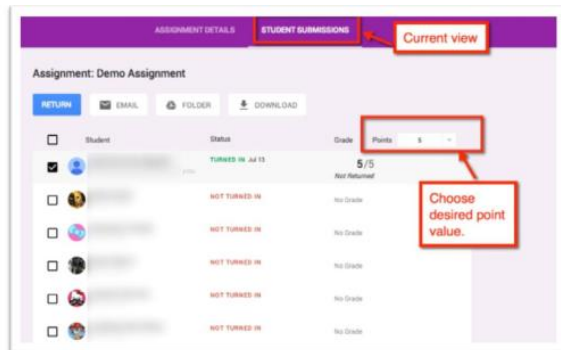 ASSIGNMENT DETAILS STUDENT SUBMISSIONS
Current view
Assignment: Demo Assignment
RETURN EMAIL FOLDER DOWNLOAD
Student Status Grade Points 5
TURNED IN Jul 13 5/5
Not Returned
Choose
desired point
value.
NOT TURNED IN No Grade
NOT TURNED IN No Grade
NOT TURNED IN No Grade
NOT TURNED IN No Grade
NOT TURNED IN No Grade